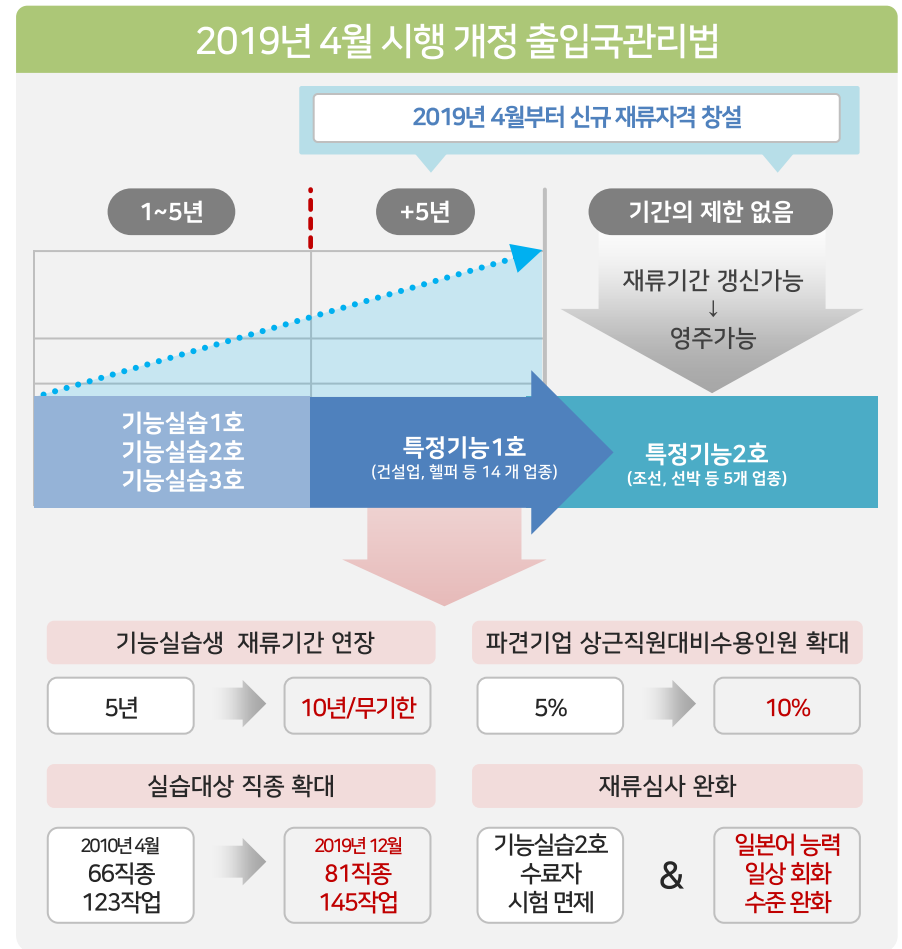 2019년 4월 시행 개정 출입국관리법
2019년 4월부터 신규 재류자격 창설
1~5년
+5년
기간의 제한 없음
재류기간 갱신가능
↓
영주가능
기능실습1호
기능실습2호
기능실습3호
특정기능1호
(건설업, 헬퍼 등 14 개 업종)
특정기능2호
(조선, 선박 등 5개 업종)
기능실습생 재류기간 연장
5년
10년/무기한
파견기업 상근직원대비수용인원 확대
5%
10%
실습대상 직종 확대
2010년 4월
66직종
123작업
2019년 12월
81직종
145작업
재류심사 완화
기능실습2호
수료자
시험 면제
&
일본어 능력
일상 회화
수준 완화